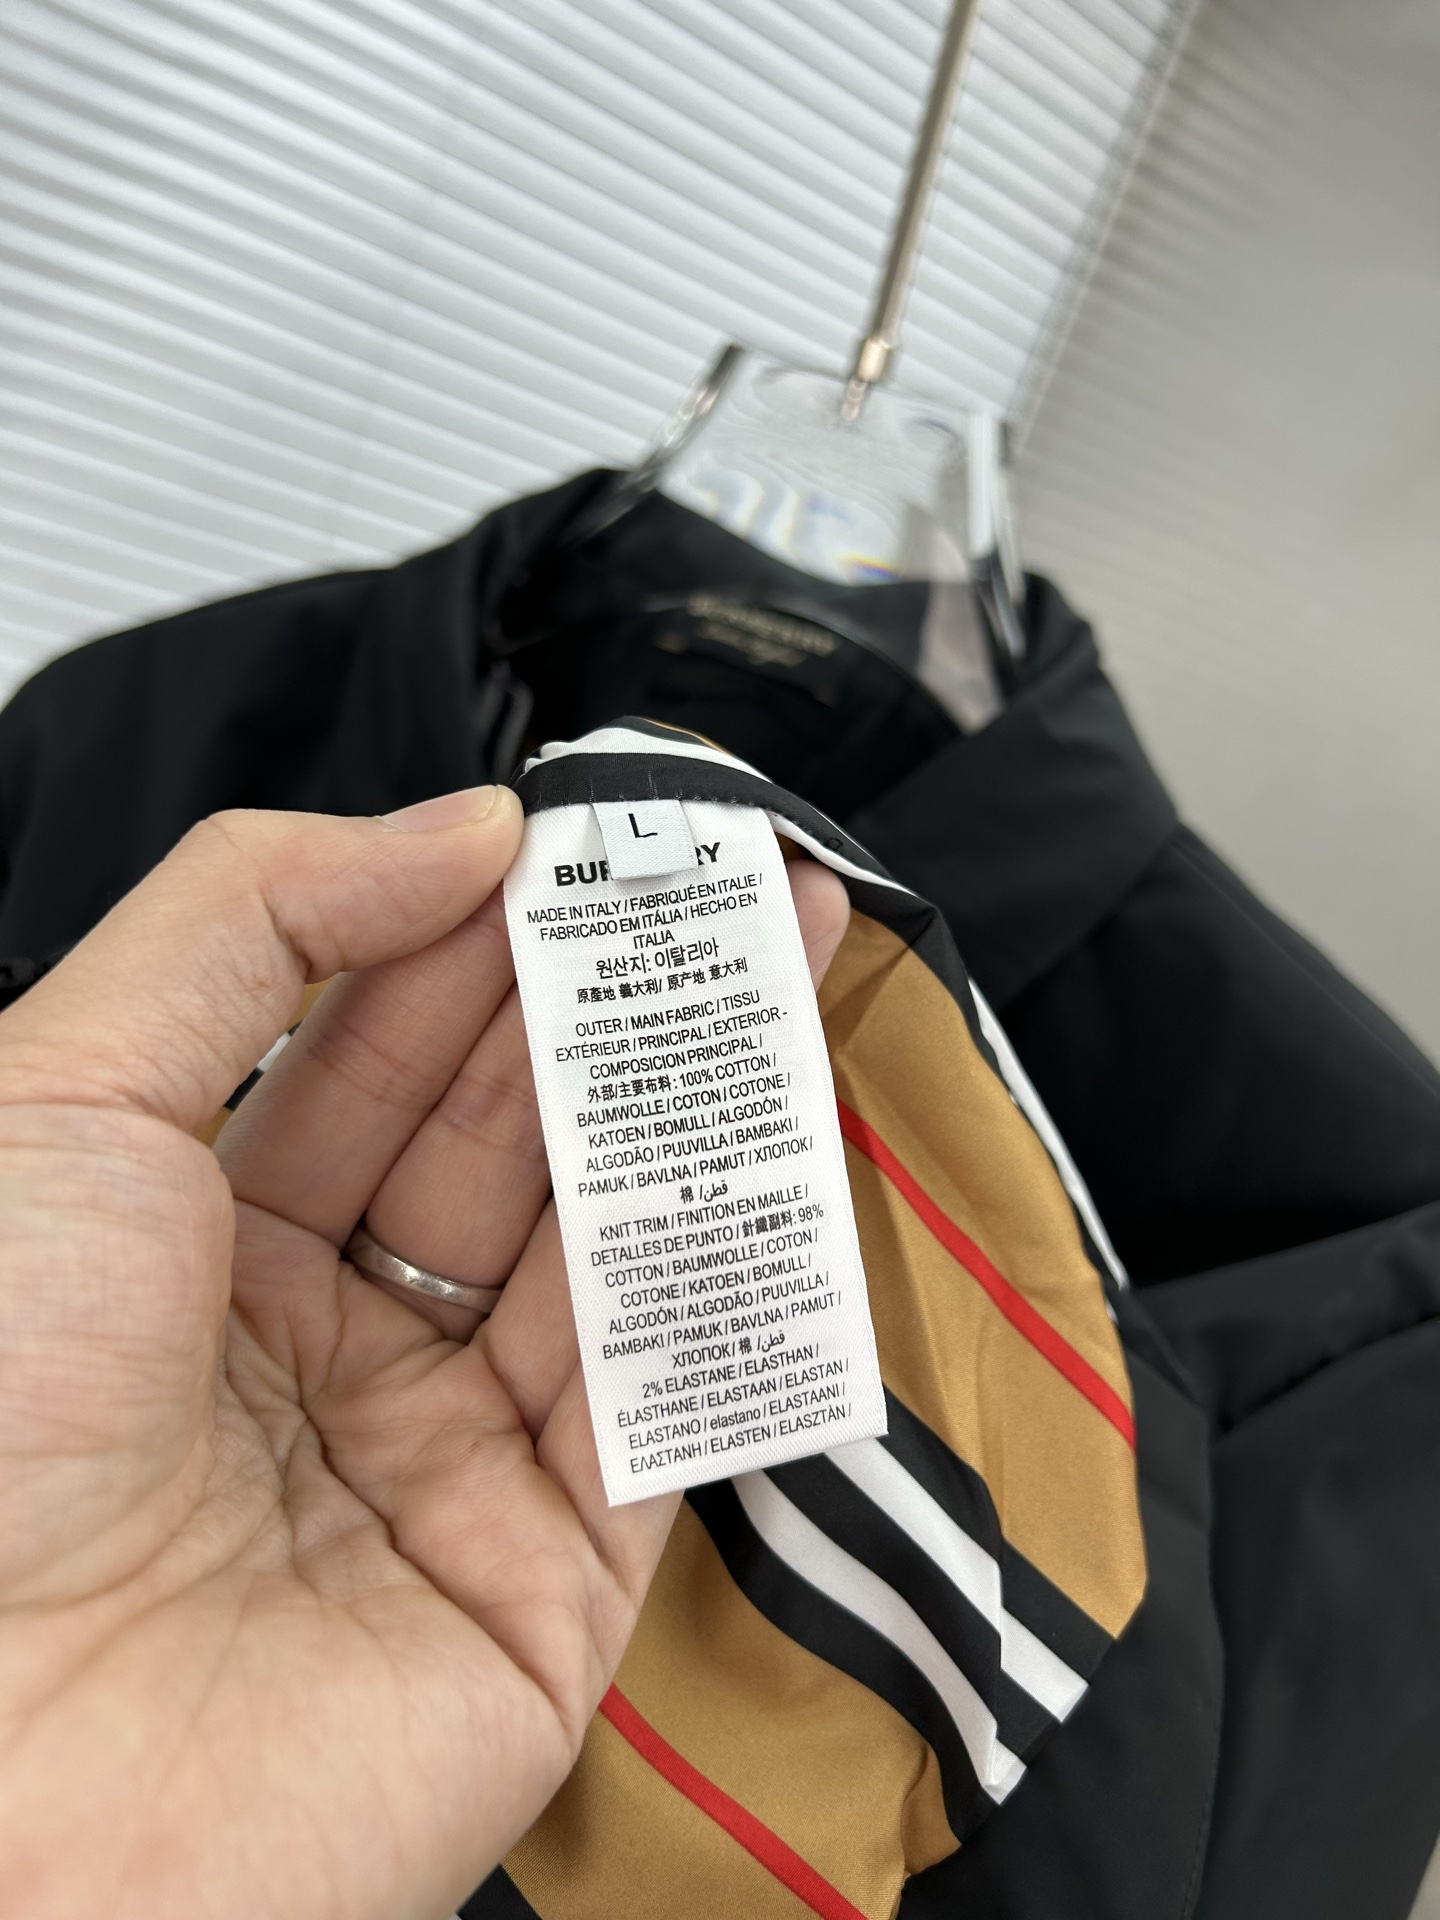 L
BUR RY
MADE IN ITALY / FABRIQUÉ EN ITALIE /
FABRICADO EM ITÁLIA / HECHO EN
ITALIA
원산지: 이탈리아
原產地 義大利/ 原产地 意大利
OUTER / MAIN FABRIC / TISSU
EXTÉRIEUR / PRINCIPAL / EXTERIOR -
COMPOSICION PRINCIPAL /
外部/主要布料: 100% COTTON /
BAUMWOLLE / COTON / COTONE /
KATOEN / BOMULL / ALGODÓN /
ALGODÃO / PUUVILLA / BAMBAKI /
PAMUK / BAVLNA / PAMUT / ХЛОПОК /
棉 / قطن
KNIT TRIM / FINITION EN MAILLE /
DETALLES DE PUNTO / 針織副料: 98%
COTTON / BAUMWOLLE / COTON /
COTONE / KATOEN / BOMULL /
ALGODÓN / ALGODÃO / PUUVILLA /
BAMBAKI / PAMUK / BAVLNA / PAMUT /
ХЛОПОК / 棉 / قطن
2% ELASTANE / ELASTHAN /
ÉLASTHANE / ELASTAAN / ELASTAN /
ELASTANO / elastano / ELASTAANI /
ΕΛΑΣΤΑΝΗ / ELASTEN / ELASZTÀN /